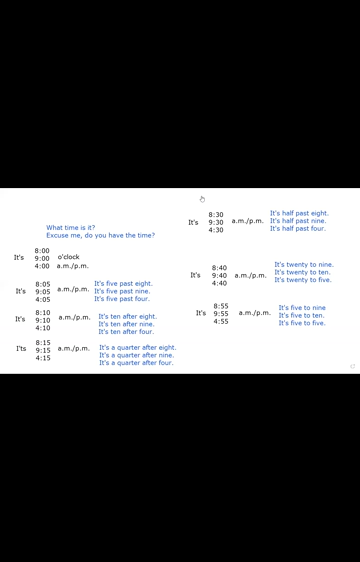 What time is it?
Excuse me, do you have the time?
8:00
It's 9:00 o'clock
4:00 a.m./p.m.
8:05 It's five past eight.
It's 9:05 a.m./p.m. It's five past nine.
4:05 It's five past four.
8:10 It's ten after eight.
It's 9:10 a.m./p.m. It's ten after nine.
4:10 It's ten after four.
8:15 It's a quarter after eight.
I'ts 9:15 a.m./p.m. It's a quarter after nine.
4:15 It's a quarter after four.
8:30 It's half past eight.
It's 9:30 a.m./p.m. It's half past nine.
4:30 It's half past four.
8:40 It's twenty to nine.
It's 9:40 a.m./p.m. It's twenty to ten.
4:40 It's twenty to five.
8:55 It's five to nine
It's 9:55 a.m./p.m. It's five to ten.
4:55 It's five to five.